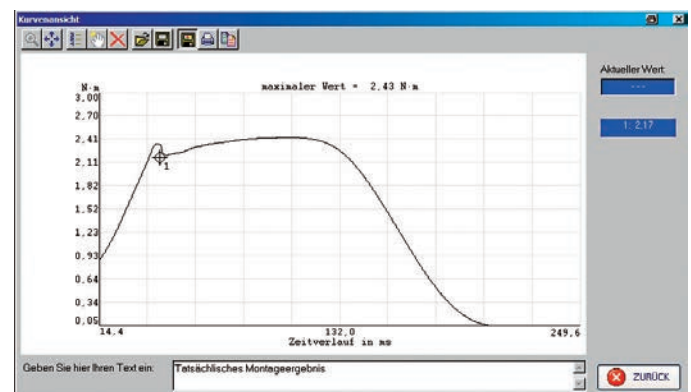 Kurvenansicht
Aktueller Wert:
---
1: 2,17
N·m
maximaler Wert = 2,43 N·m
3,00
2,70
2,41
2,11
1,82
1,52
1,23
0,93
0,64
0,34
0,05
1
14,4
132,0
249,6
Zeitverlauf in ms
Geben Sie hier Ihren Text ein:
Tatsächlisches Montageergebnis
ZURÜCK